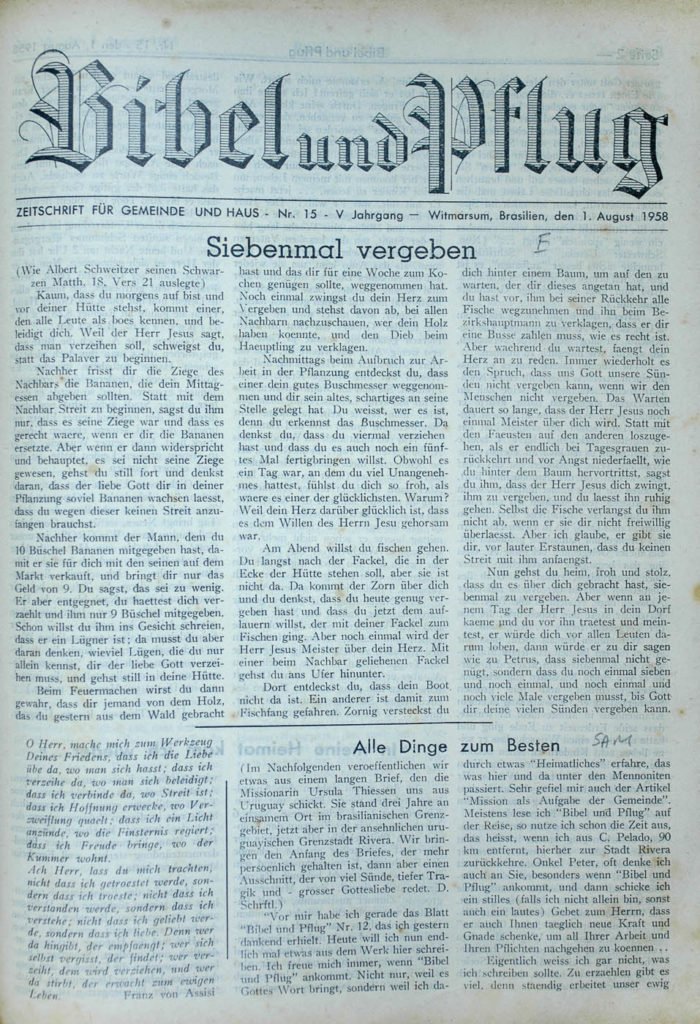 Bibel und Pflug
ZEITSCHRIFT FÜR GEMEINDE UND HAUS - Nr. 15 - V Jahrgang — Witmarsum, Brasilien, den 1. August 1958
Siebenmal vergeben
E
(Wie Albert Schweitzer seinen Schwar-
zen Matth. 18. Vers 21 auslegte)
Kaum, dass du morgens auf bist und
vor deiner Hütte stehst, kommt einer,
den alle Leute als boes kennen, und be-
leidigt dich. Weil der Herr Jesus sagt,
dass man verzeihen soll, schweigst du,
statt das Palaver zu beginnen.
Nachher frisst dir die Ziege des
Nachbars die Bananen, die dein Mittag-
essen abgeben sollten. Statt mit dem
Nachbar Streit zu beginnen, sagst du ihm
nur, dass es seine Ziege war und dass es
gerecht waere, wenn er dir die Bananen
ersetzte. Aber wenn er dann widerspricht
und behauptet, es sei nicht seine Ziege
gewesen, gehst du still fort und denkst
daran, dass der liebe Gott dir in deiner
Pflanzung soviel Bananen wachsen laesst,
dass du wegen dieser keinen Streit anzu-
fangen brauchst.
Nachher kommt der Mann, dem du
10 Büschel Bananen mitgegeben hast, da-
mit er sie für dich mit den seinen auf dem
Markt verkauft, und bringt dir nur das
Geld von 9. Du sagst, das sei zu wenig.
Er aber entgegnet, du haettest dich ver-
zaehlt und ihm nur 9 Büschel mitgegeben.
Schon willst du ihm ins Gesicht schreien,
dass er ein Lügner ist; da musst du aber
daran denken, wieviel Lügen, die du nur
allein kennst, dir der liebe Gott verzei-
hen muss, und gehst still in deine Hütte.
Beim Feuermachen wirst du dann
gewahr, dass dir jemand von dem Holz,
das du gestern aus dem Wald gebracht
hast und das dir für eine Woche zum Ko-
chen genügen sollte, weggenommen hat.
Noch einmal zwingst du dein Herz zum
Vergeben und stehst davon ab, bei allen
Nachbarn nachzuschauen, wer dein Holz
haben koennte, und den Dieb beim
Haeuptling zu verklagen.
Nachmittags beim Aufbruch zur Ar-
beit in der Pflanzung entdeckst du, dass
einer dein gutes Buschmesser weggenom-
men und dir sein altes, schartiges an seine
Stelle gelegt hat. Du weisst, wer es ist,
denn du erkennst das Buschmesser. Da
denkst du, dass du viermal verziehen
hast und dass du es auch noch ein fünf-
tes Mal fertigbringen willst. Obwohl es
ein Tag war, an dem du viel Unangeneh-
mes hattest, fühlst du dich so froh, als
waere es einer der glücklichsten. Warum?
Weil dein Herz darüber glücklich ist, dass
es dem Willen des Herrn Jesu gehorsam
war.
Am Abend willst du fischen gehen.
Du langst nach der Fackel, die in der
Ecke der Hütte stehen soll, aber sie ist
nicht da. Da kommt der Zorn über dich
und du denkst, dass du heute genug ver-
geben hast und dass du jetzt dem auf-
lauern willst, der mit deiner Fackel zum
Fischen ging. Aber noch einmal wird der
Herr Jesus Meister über dein Herz. Mit
einer beim Nachbar geliehenen Fackel
gehst du ans Ufer hinunter.
Dort entdeckst du, dass dein Boot
nicht da ist. Ein anderer ist damit zum
Fischfang gefahren. Zornig versteckst du
dich hinter einem Baum, um auf den zu
warten, der dir dieses angetan hat, und
du hast vor, ihm bei seiner Rückkehr alle
Fische wegzunehmen und ihn beim Be-
zirkshauptmann zu verklagen, dass er dir
eine Busse zahlen muss, wie es recht ist.
Aber waehrend du wartest, faengt dein
Herz an zu reden. Immer wiederholt es
den Spruch, dass uns Gott unsere Sün-
den nicht vergeben kann, wenn wir den
Menschen nicht vergeben. Das Warten
dauert so lange, dass der Herr Jesus noch
einmal Meister über dich wird. Statt mit
den Faeusten auf den anderen loszuge-
hen, als er endlich bei Tagesgrauen zu-
rückkehrt und vor Angst niederfaellt, wie
du hinter dem Baum hervortrittst, sagst
du ihm, dass der Herr Jesus dich zwingt,
ihm zu vergeben, und du laesst ihn ruhig
gehen. Selbst die Fische verlangst du ihm
nicht ab, wenn er sie dir nicht freiwillig
überlaesst. Aber ich glaube, er gibt sie
dir, vor lauter Erstaunen, dass du keinen
Streit mit ihm anfaengst.
Nun gehst du heim, froh und stolz,
dass du es über dich gebracht hast, sie-
benmal zu vergeben. Aber wenn an je-
nem Tag der Herr Jesus in dein Dorf
kaeme und du vor ihn traetest und mein-
test, er würde dich vor allen Leuten da-
rum loben, dann würde er zu dir sagen
wie zu Petrus, dass siebenmal nicht ge-
nügt, sondern dass du noch einmal sieben
und noch einmal, und noch einmal und
noch viele Male vergeben musst, bis Gott
dir deine vielen Sünden vergeben kann.
O Herr, mache mich zum Werkzeug
Deines Friedens, dass ich die Liebe
übe da, wo man sich hasst; dass ich
verzeihe da, wo man sich beleidigt;
dass ich verbinde da, wo Streit ist;
dass ich Hoffnung erwecke, wo Ver-
zweiflung quaelt; dass ich ein Licht
anzünde, wo die Finsternis regiert;
dass ich Freude bringe, wo der
Kummer wohnt.
Ach Herr, lass du mich trachten,
nicht dass ich getroestet werde, son-
dern dass ich troeste; nicht dass ich
verstanden werde, sondern dass ich
verstehe; nicht dass ich geliebt wer-
de, sondern dass ich liebe. Denn wer
da hingibt, der empfaengt; wer sich
selbst vergisst, der findet; wer ver-
zeiht, dem wird verziehen, und wer
da stirbt, der erwacht zum ewigen
Leben. Franz von Assisi
Alle Dinge zum Besten
SAM
(Im Nachfolgenden veroeffentlichen wir
etwas aus einem langen Brief, den die
Missionarin Ursula Thiessen uns aus
Uruguay schickt. Sie stand drei Jahre an
einsamem Ort im brasilianischen Grenz-
gebiet, jetzt aber in der ansehnlichen uru-
guayischen Grenzstadt Rivera. Wir brin-
gen den Anfang des Briefes, der mehr
persoenlich gehalten ist, dann aber einen
Ausschnitt, der von viel Sünde, tiefer Tra-
gik und - grosser Gottesliebe redet. D.
Schrftl.)
"Vor mir habe ich gerade das Blatt
"Bibel und Pflug" Nr. 12, das ich gestern
dankend erhielt. Heute will ich nun end-
lich mal etwas aus dem Werk hier schrei-
ben. Ich freue mich immer, wenn "Bibel
und Pflug" ankommt. Nicht nur, weil es
Gottes Wort bringt, sondern weil ich da-
durch etwas "Heimatliches" erfahre, das
was hier und da unter den Mennoniten
passiert. Sehr gefiel mir auch der Artikel
"Mission als Aufgabe der Gemeinde".
Meistens lese ich "Bibel und Pflug" auf
der Reise, so nutze ich schon die Zeit aus,
das heisst, wenn ich aus C. Pelado, 90
km entfernt, hierher zur Stadt Rivera
zurückkehre. Onkel Peter, oft denke ich
auch an Sie, besonders wenn "Bibel und
Pflug" ankommt, und dann schicke ich
ein stilles (falls ich nicht allein bin, sonst
auch ein lautes) Gebet zum Herrn, dass
er auch Ihnen taeglich neue Kraft und
Gnade schenke, um all Ihrer Arbeit und
Ihren Pflichten nachgehen zu koennen . .
Eigentlich weiss ich gar nicht, was
ich schreiben sollte. Zu erzaehlen gibt es
viel, denn staendig erbeitet unser ewig